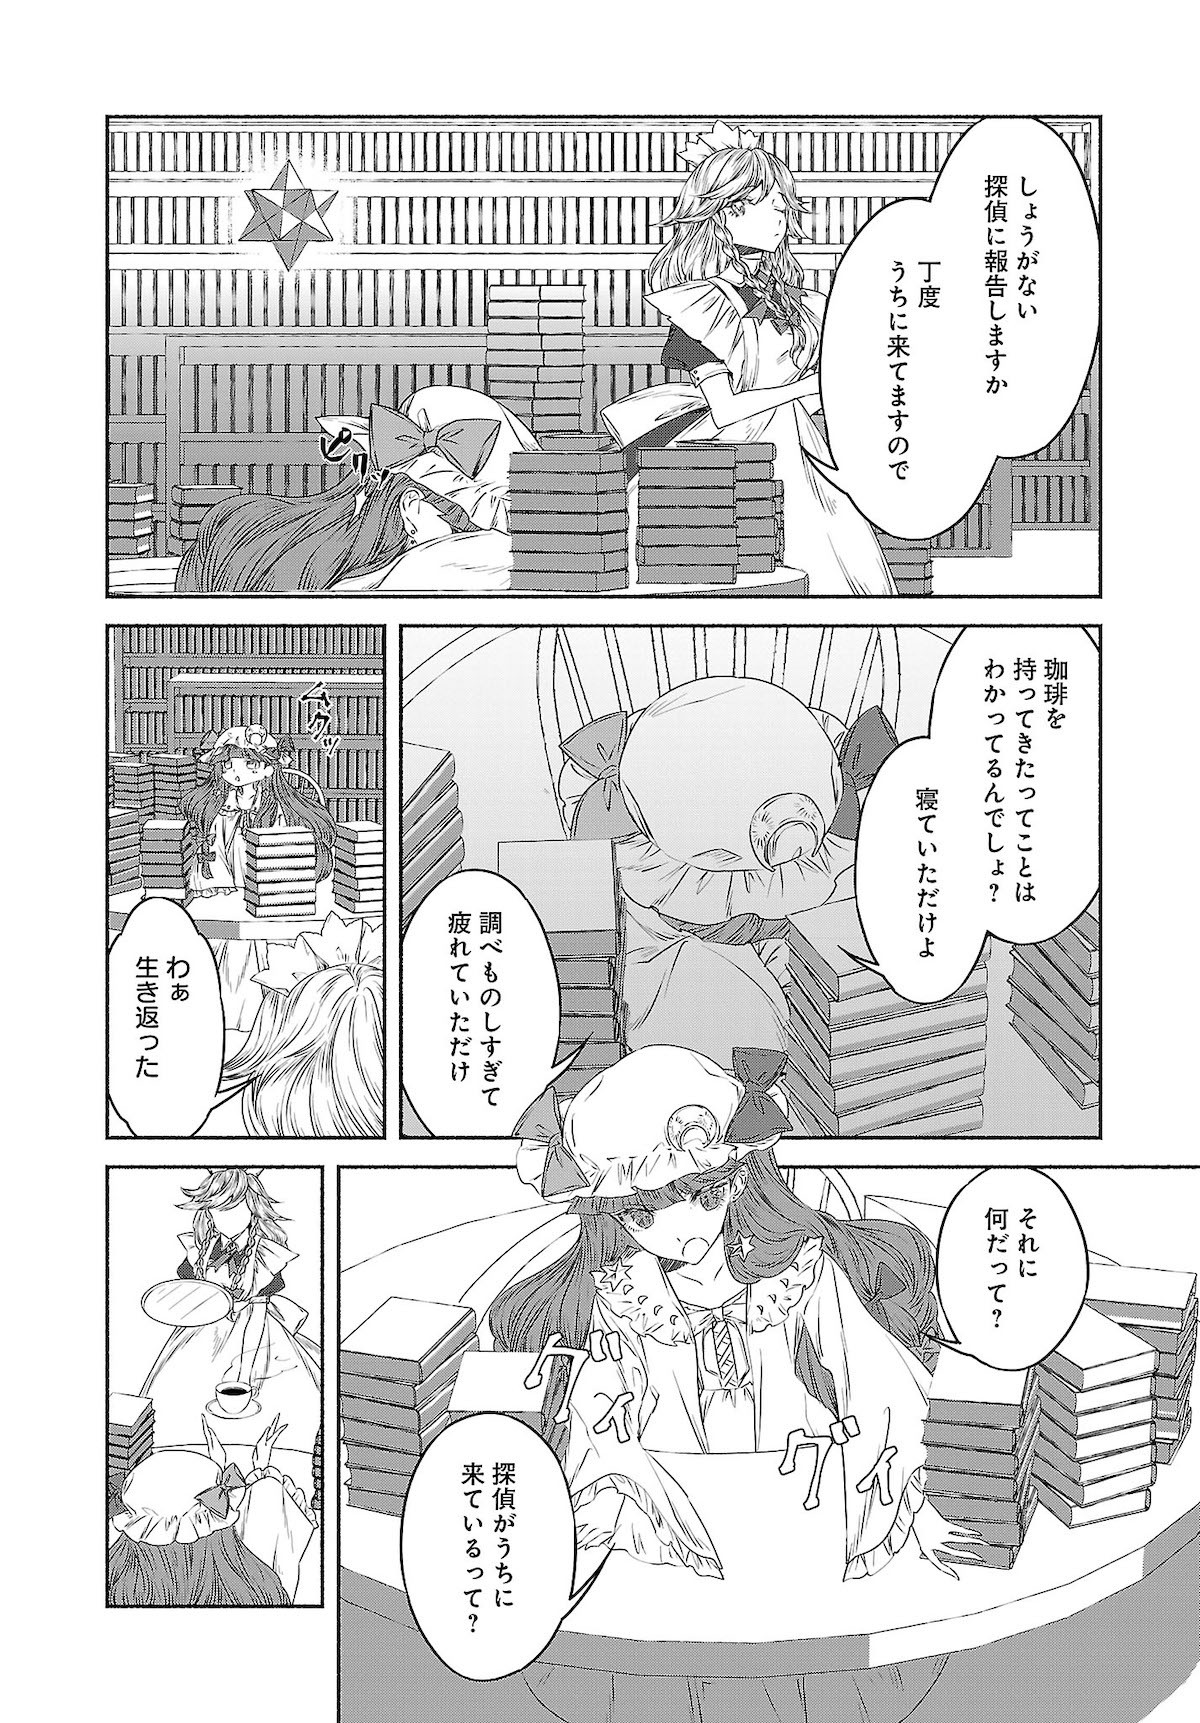 しょうがない
探偵に報告しますか
丁度
うちに来てますので
ピクッ
珈琲を
持ってきたってことは
わかってるんでしょ？
寝ていただけよ
調べものしすぎて
疲れていただけ
ムクッ
わぁ
生き返った
それに
何だって？
グイ
グイ
探偵がうちに
来ているって？